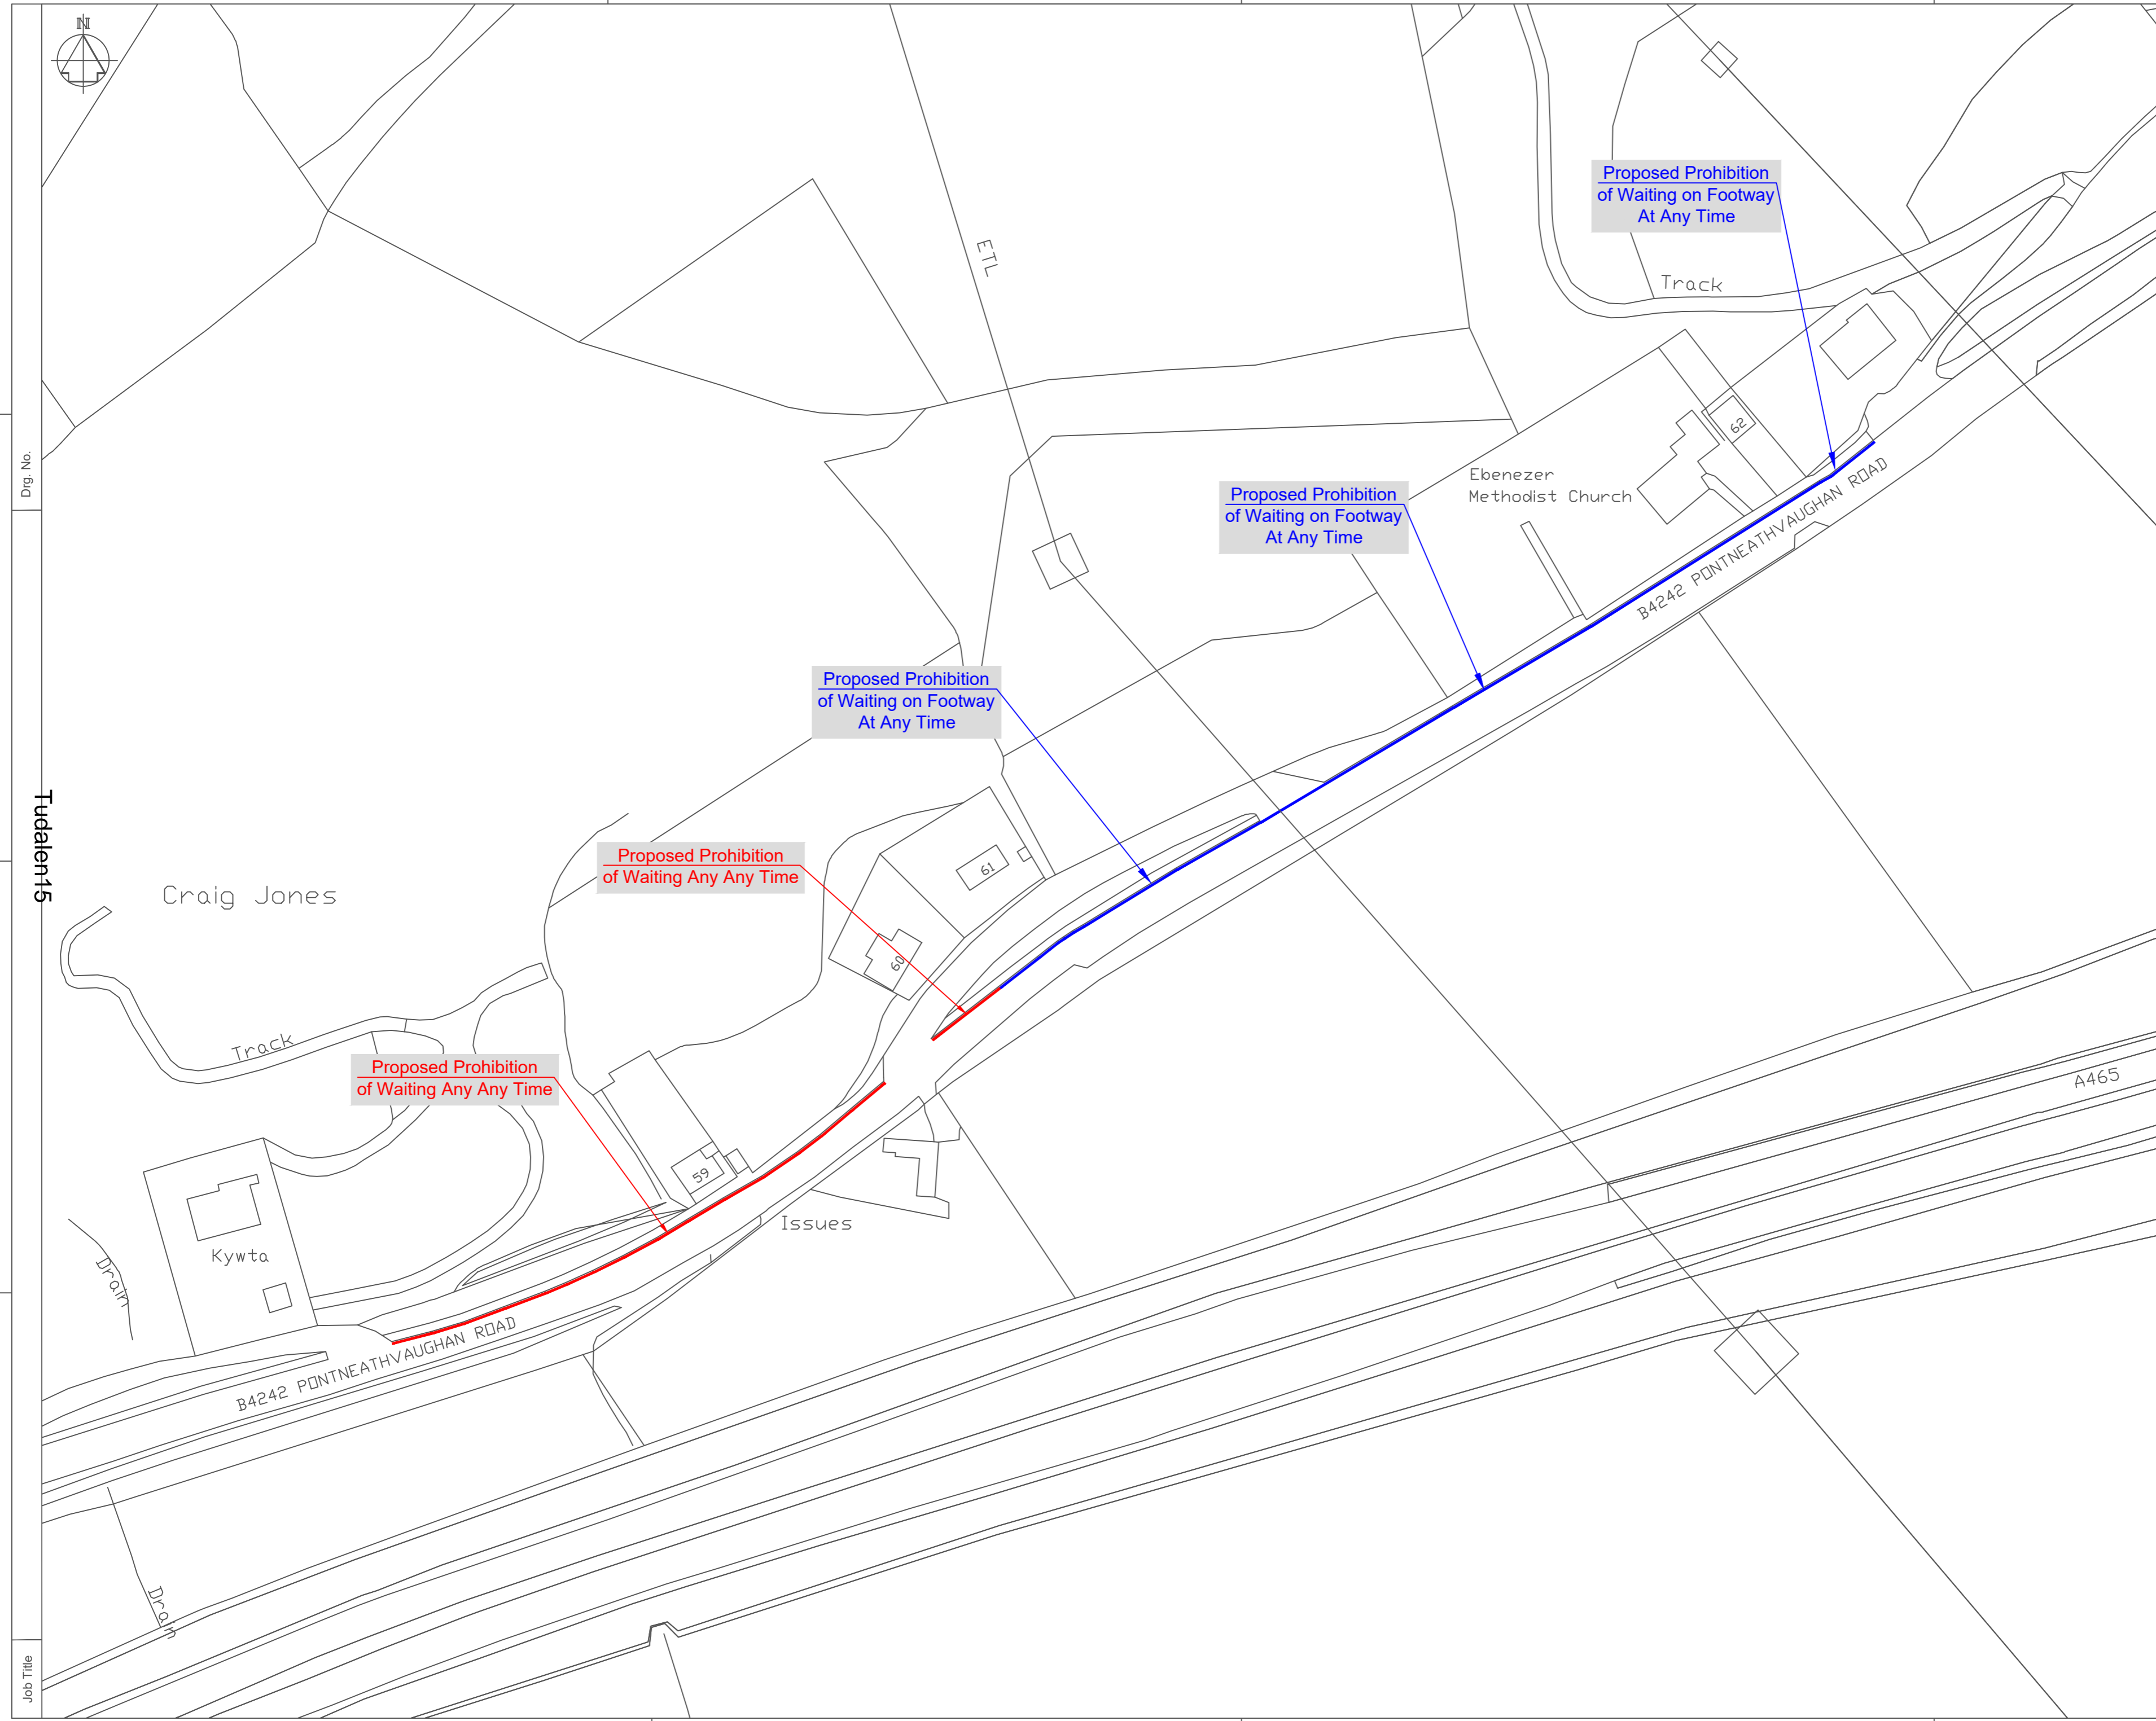 N
Proposed Prohibition
of Waiting on Footway
At Any Time
ETL
Track
62
Ebenezer
Methodist Church
Drg. No.
Proposed Prohibition
of Waiting on Footway
At Any Time
B4242 PONTNEATHVAUGHAN ROAD
Proposed Prohibition
of Waiting on Footway
At Any Time
Tudalen15
Craig Jones
Proposed Prohibition
of Waiting Any Any Time
61
60
Track
Proposed Prohibition
of Waiting Any Any Time
A465
59
Issues
Kywta
Drain
B4242 PONTNEATHVAUGHAN ROAD
Drain
Job Title